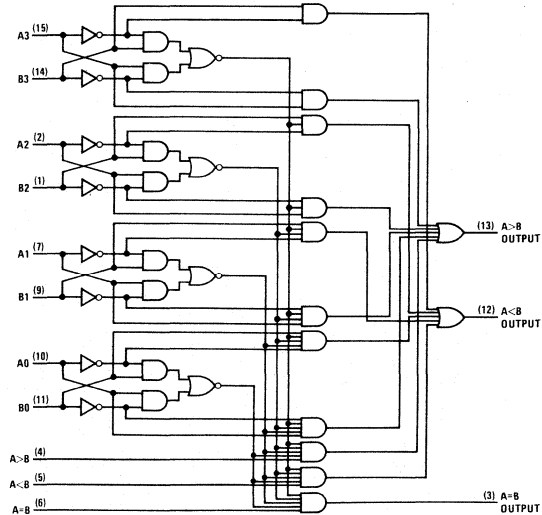 A3 (15)
B3 (14)
A2 (2)
B2 (1)
(13) A>B
OUTPUT
A1 (7)
B1 (9)
(12) A<B
OUTPUT
A0 (10)
B0 (11)
A>B (4)
A<B (5)
A=B (6)
(3) A=B
OUTPUT